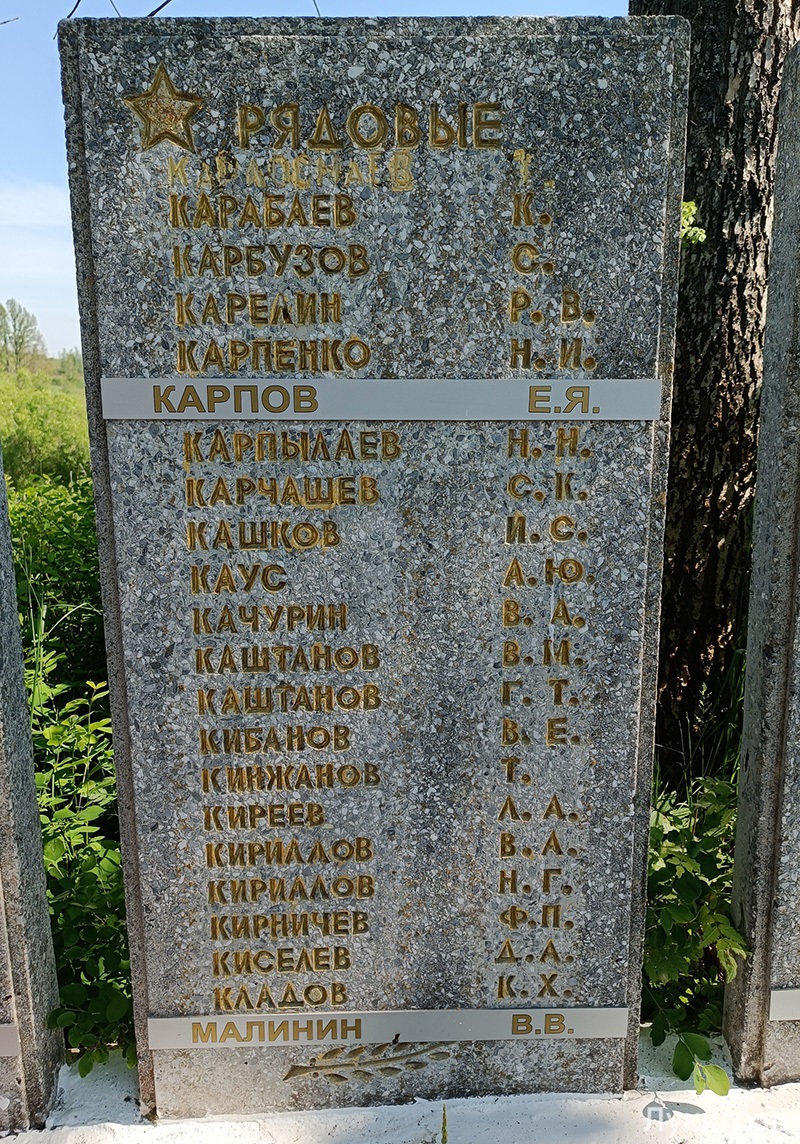 РЯДОВЫЕ
Т.
КАРАБАЕВ К.
КАРБУЗОВ С.
КАРЕЛИН Р. В.
КАРПЕНКО Н. И.
КАРПОВ Е.Я.
КАРПЫЛАЕВ Н. Н.
КАРЧАШЕВ С. К.
КАШКОВ И. С.
КАУС А. Ю.
КАЧУРИН В. А.
КАШТАНОВ В. М.
КАШТАНОВ Г. Т.
КИБАНОВ В. Е.
КИНЖАНОВ Т.
КИРЕЕВ Л. А.
КИРИЛЛОВ В. А.
КИРИЛЛОВ Н. Г.
КИРНИЧЕВ Ф. П.
КИСЕЛЕВ Д. А.
КЛАДОВ К. Х.
МАЛИНИН В.В.